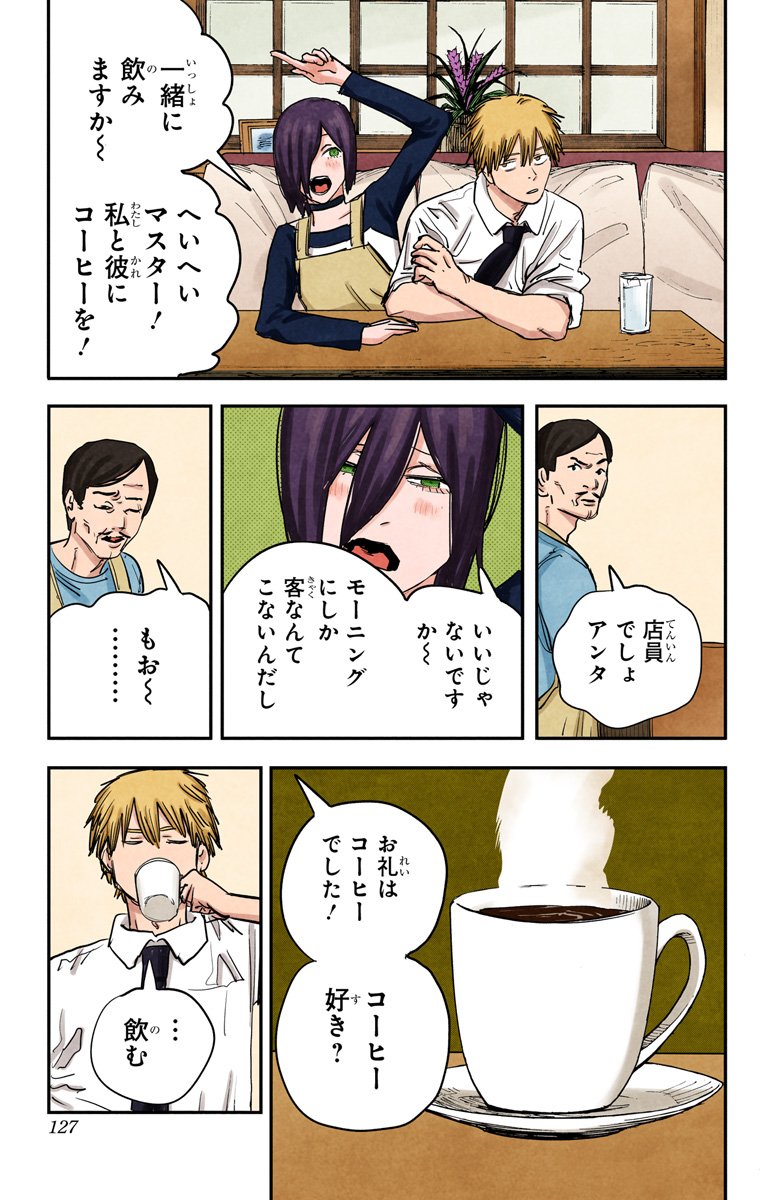 一緒に
飲み
ますか〜
へいへい
マスター！
私と彼に
コーヒーを！
店員
でしょ
アンタ
いいじゃ
ないです
か〜
モーニング
にしか
客なんて
こないんだし
もお〜
………
お礼は
コーヒー
でした！
コーヒー
好き？
…
飲む
127